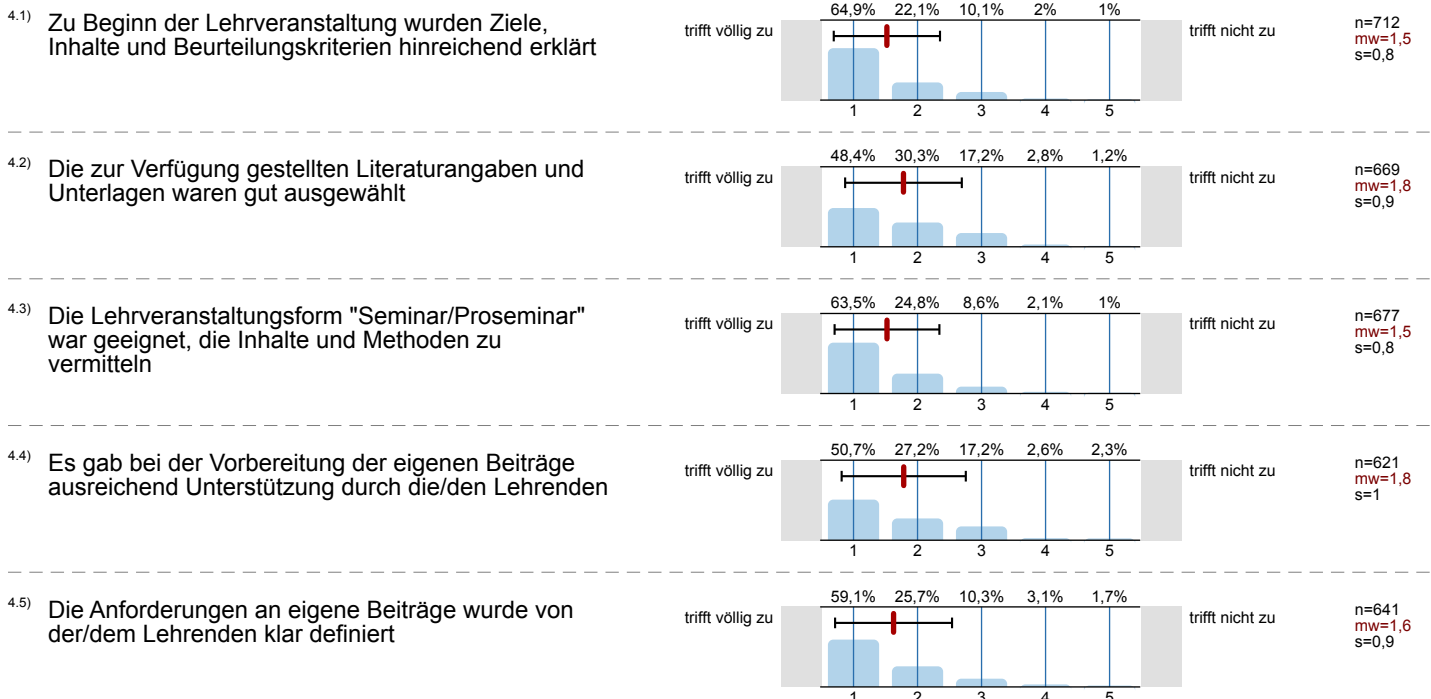 4.1) Zu Beginn der Lehrveranstaltung wurden Ziele,
Inhalte und Beurteilungskriterien hinreichend erklärt
trifft völlig zu
64,9% 22,1% 10,1% 2% 1%
1 2 3 4 5
trifft nicht zu
n=712
mw=1,5
s=0,8
4.2) Die zur Verfügung gestellten Literaturangaben und
Unterlagen waren gut ausgewählt
trifft völlig zu
48,4% 30,3% 17,2% 2,8% 1,2%
1 2 3 4 5
trifft nicht zu
n=669
mw=1,8
s=0,9
4.3) Die Lehrveranstaltungsform "Seminar/Proseminar"
war geeignet, die Inhalte und Methoden zu
vermitteln
trifft völlig zu
63,5% 24,8% 8,6% 2,1% 1%
1 2 3 4 5
trifft nicht zu
n=677
mw=1,5
s=0,8
4.4) Es gab bei der Vorbereitung der eigenen Beiträge
ausreichend Unterstützung durch die/den Lehrenden
trifft völlig zu
50,7% 27,2% 17,2% 2,6% 2,3%
1 2 3 4 5
trifft nicht zu
n=621
mw=1,8
s=1
4.5) Die Anforderungen an eigene Beiträge wurde von
der/dem Lehrenden klar definiert
trifft völlig zu
59,1% 25,7% 10,3% 3,1% 1,7%
1 2 3 4 5
trifft nicht zu
n=641
mw=1,6
s=0,9